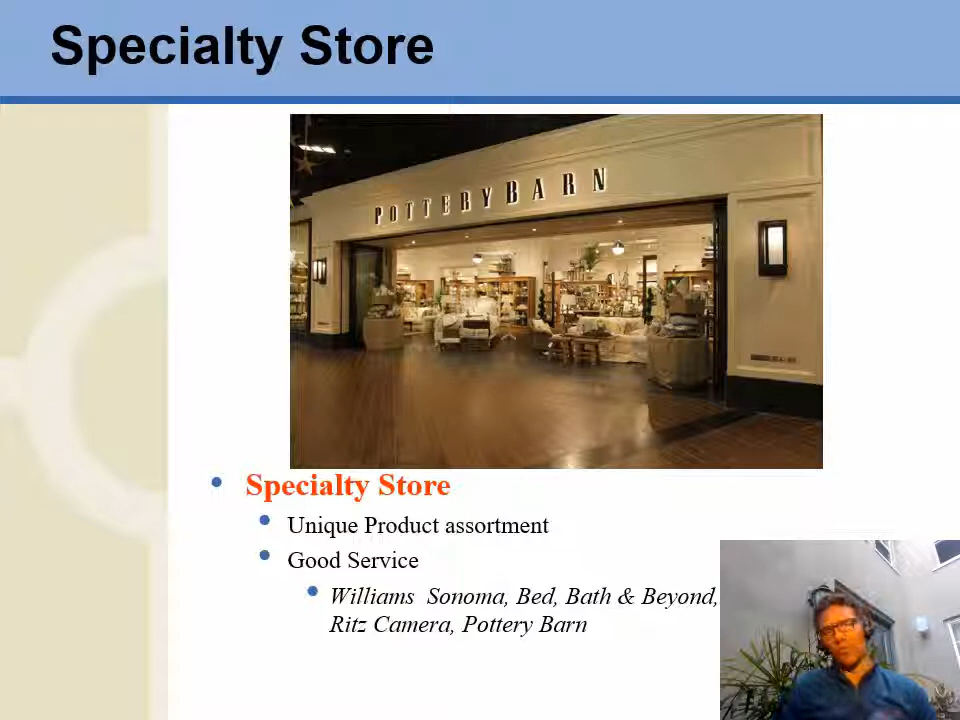 Specialty Store
POTTERY BARN
Specialty Store
Unique Product assortment
Good Service
Williams Sonoma, Bed, Bath & Beyond,
Ritz Camera, Pottery Barn